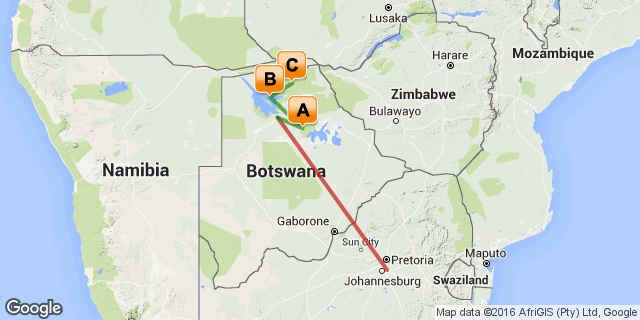 Lusaka
Harare
Mozambique
C
B
Zimbabwe
A
Bulawayo
Namibia
Botswana
Gaborone
Sun City
Pretoria
Maputo
Johannesburg
Swaziland
Google
Map data ©2016 AfriGIS (Pty) Ltd, Google